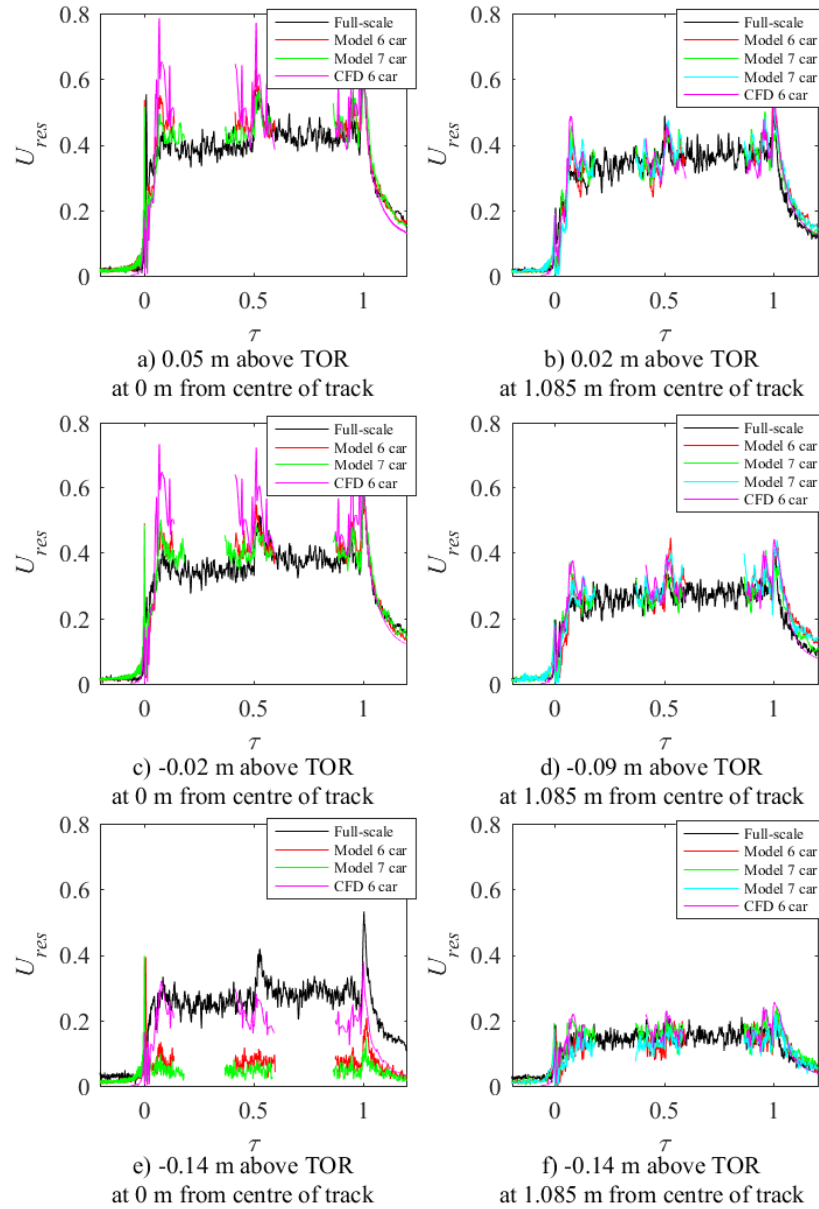 0.8
0.6
0.4
0.2
0
U_res
0
0.5
1
τ
Full-scale
Model 6 car
Model 7 car
CFD 6 car
a) 0.05 m above TOR
at 0 m from centre of track
0.8
0.6
0.4
0.2
0
U_res
0
0.5
1
τ
Full-scale
Model 6 car
Model 7 car
Model 7 car
CFD 6 car
b) 0.02 m above TOR
at 1.085 m from centre of track
0.8
0.6
0.4
0.2
0
U_res
0
0.5
1
τ
Full-scale
Model 6 car
Model 7 car
CFD 6 car
c) -0.02 m above TOR
at 0 m from centre of track
0.8
0.6
0.4
0.2
0
U_res
0
0.5
1
τ
Full-scale
Model 6 car
Model 7 car
Model 7 car
CFD 6 car
d) -0.09 m above TOR
at 1.085 m from centre of track
0.8
0.6
0.4
0.2
0
U_res
0
0.5
1
τ
Full-scale
Model 6 car
Model 7 car
CFD 6 car
e) -0.14 m above TOR
at 0 m from centre of track
0.8
0.6
0.4
0.2
0
U_res
0
0.5
1
τ
Full-scale
Model 6 car
Model 7 car
Model 7 car
CFD 6 car
f) -0.14 m above TOR
at 1.085 m from centre of track